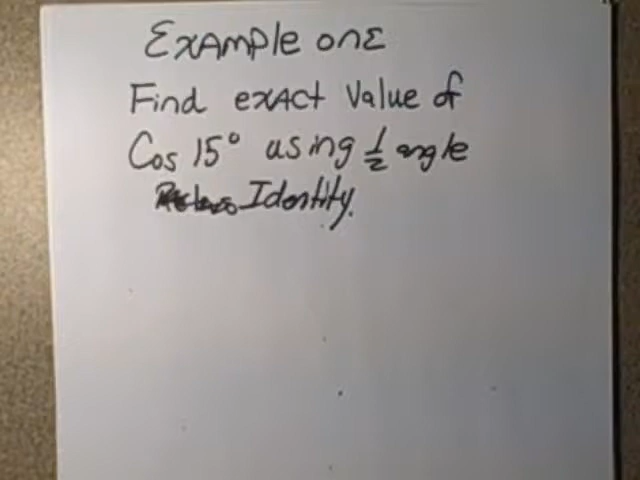 Example one
Find exact Value of
Cos 15° using 1/2 angle
Identity.